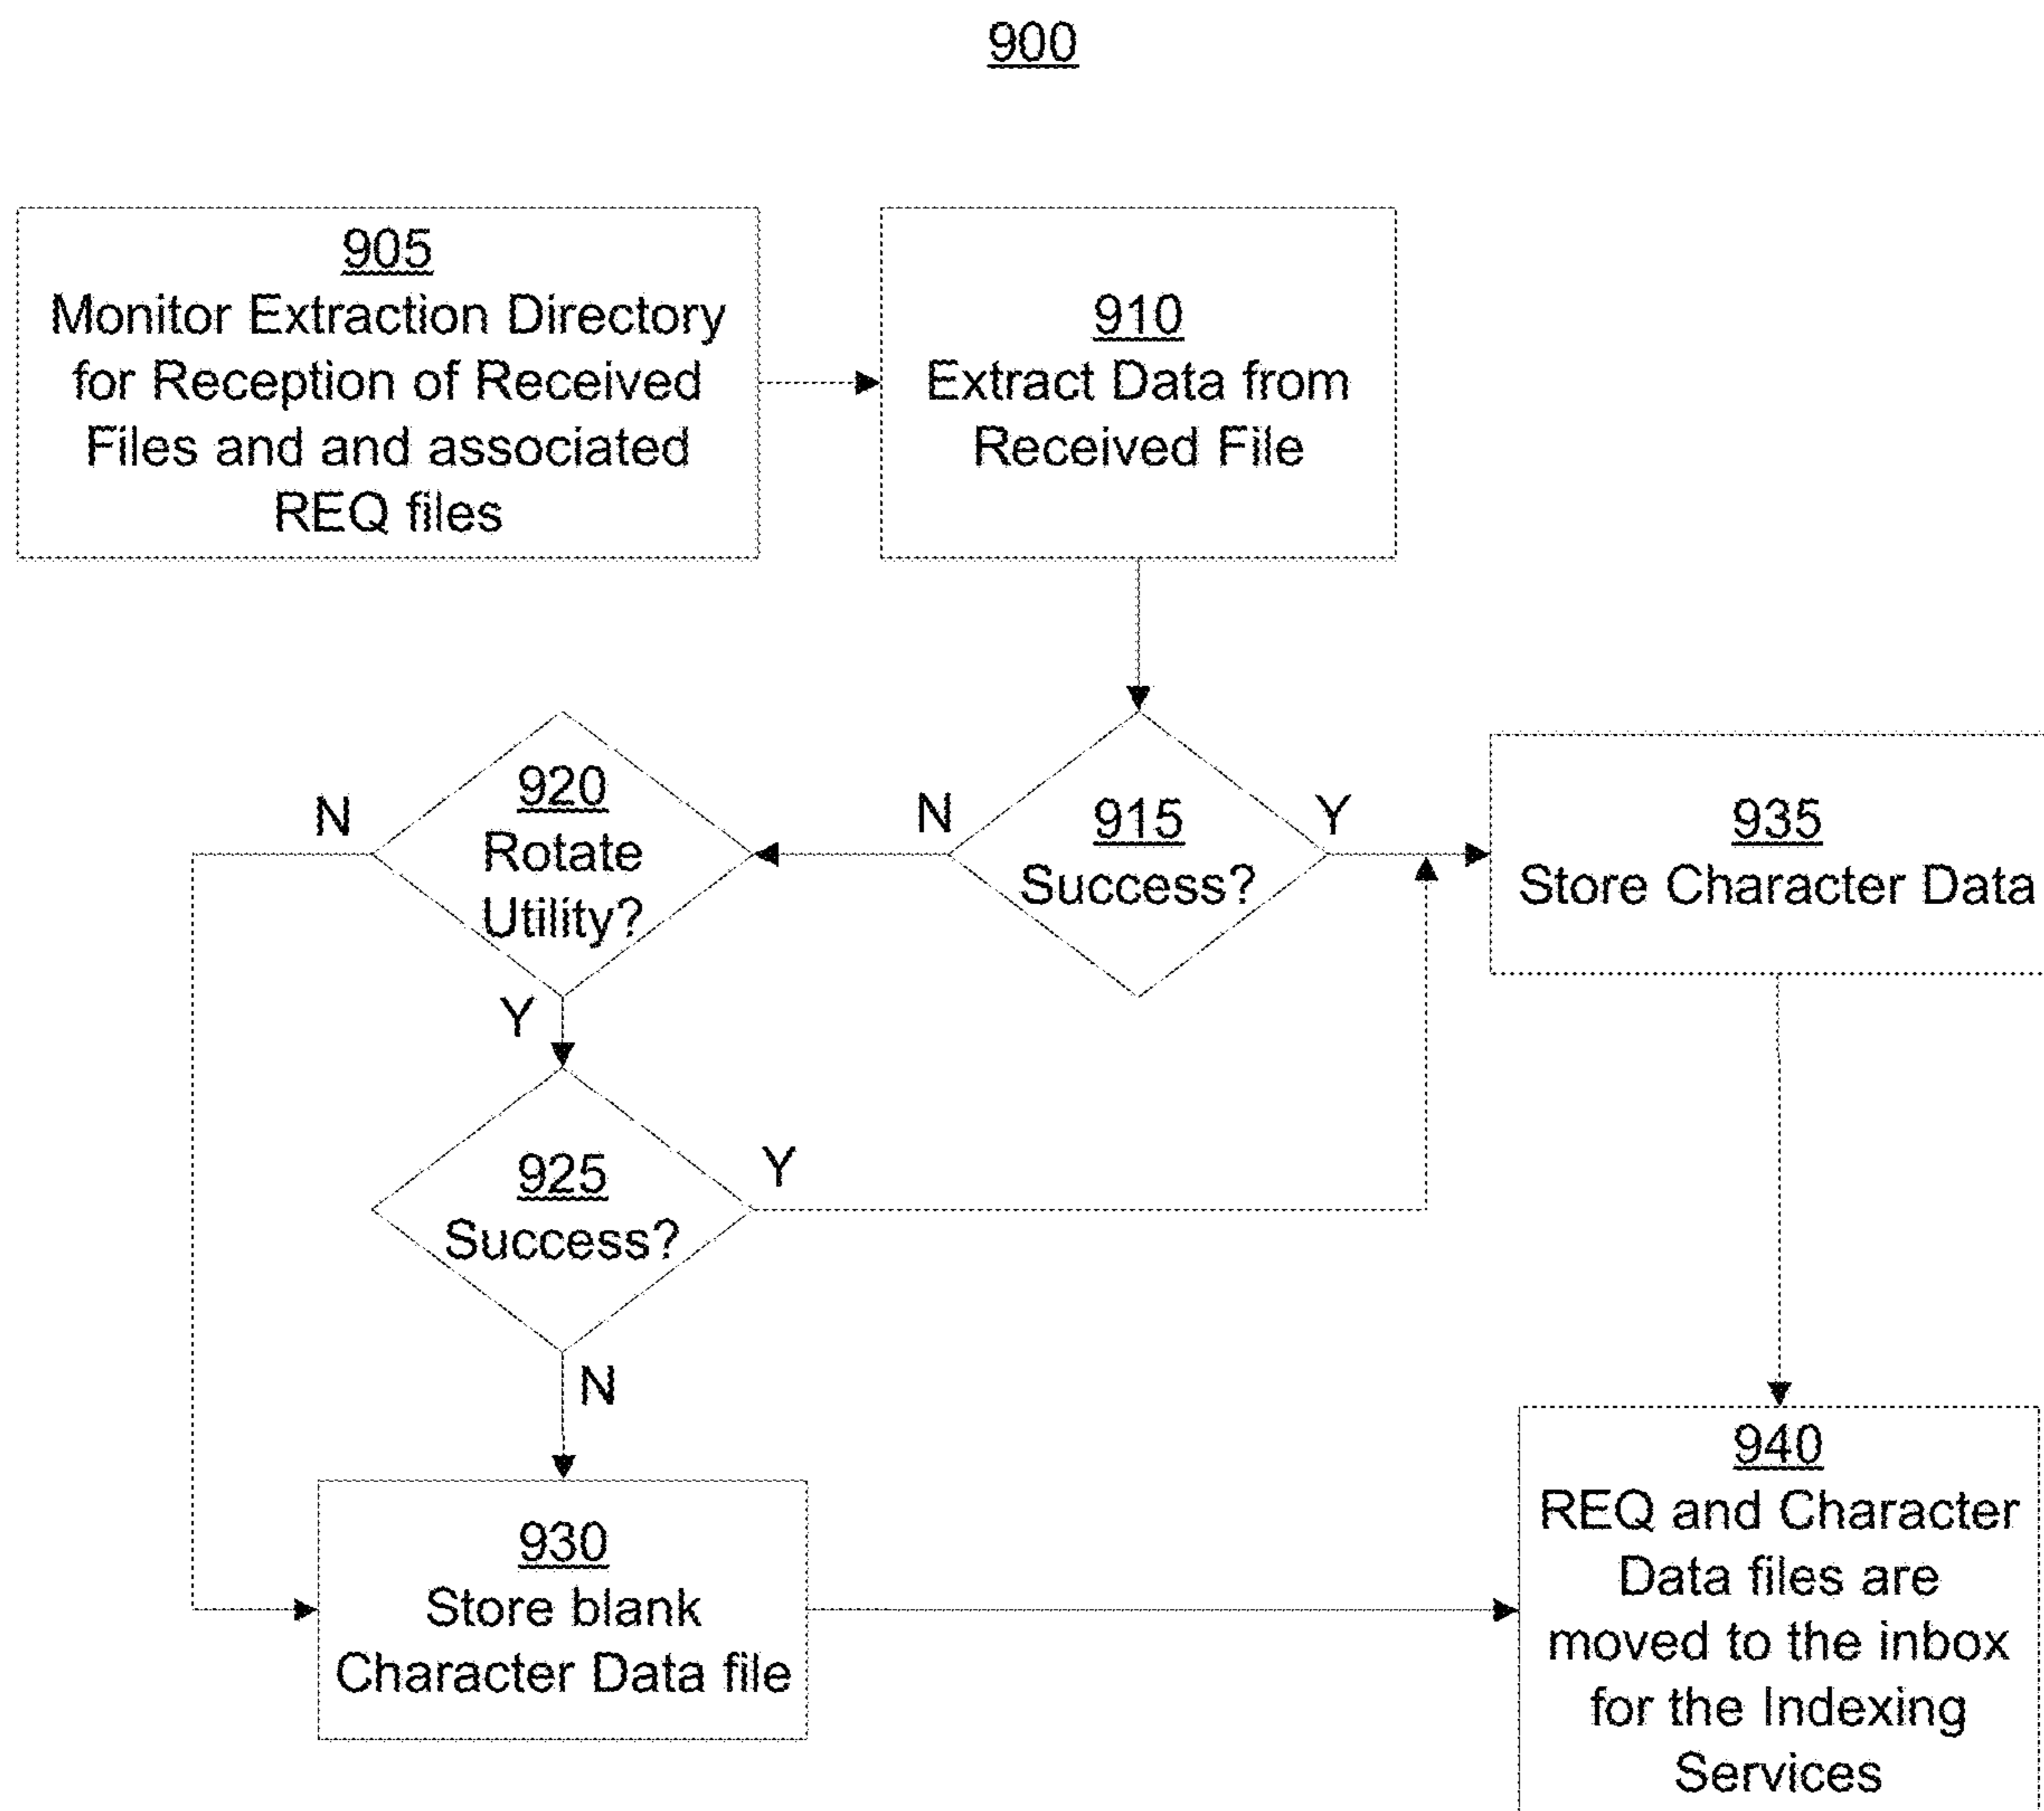 900
905
Monitor Extraction Directory
for Reception of Received
Files and and associated
REQ files
910
Extract Data from
Received File
920
Rotate
Utility?
N
Y
915
Success?
N
Y
935
Store Character Data
925
Success?
Y
N
930
Store blank
Character Data file
940
REQ and Character
Data files are
moved to the inbox
for the Indexing
Services